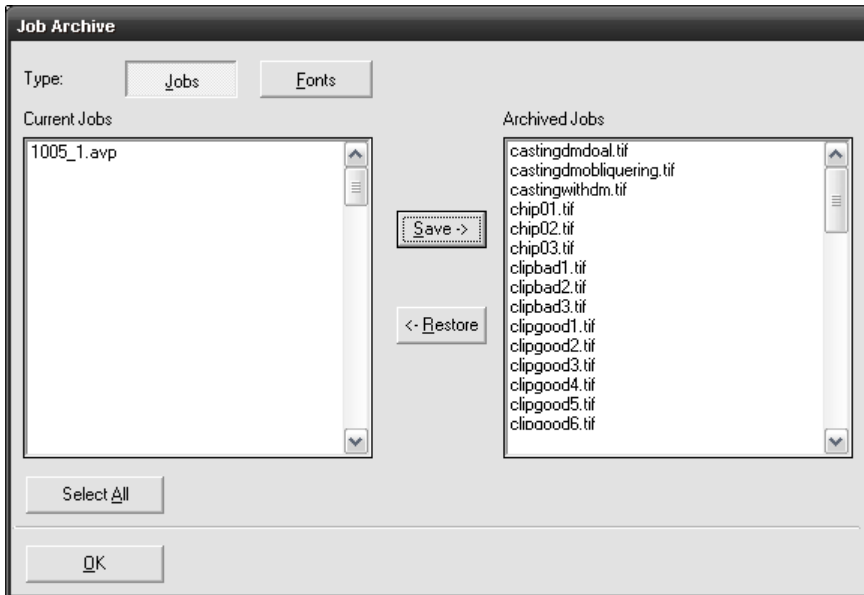 Job Archive
Type:
Jobs
Fonts
Current Jobs
1005_1.avp
Save ->
<- Restore
Archived Jobs
castingdmdoal.tif
castingdmobliquering.tif
castingwithdm.tif
chip01.tif
chip02.tif
chip03.tif
clipbad1.tif
clipbad2.tif
clipbad3.tif
clipgood1.tif
clipgood2.tif
clipgood3.tif
clipgood4.tif
clipgood5.tif
clipgood6.tif
Select All
OK